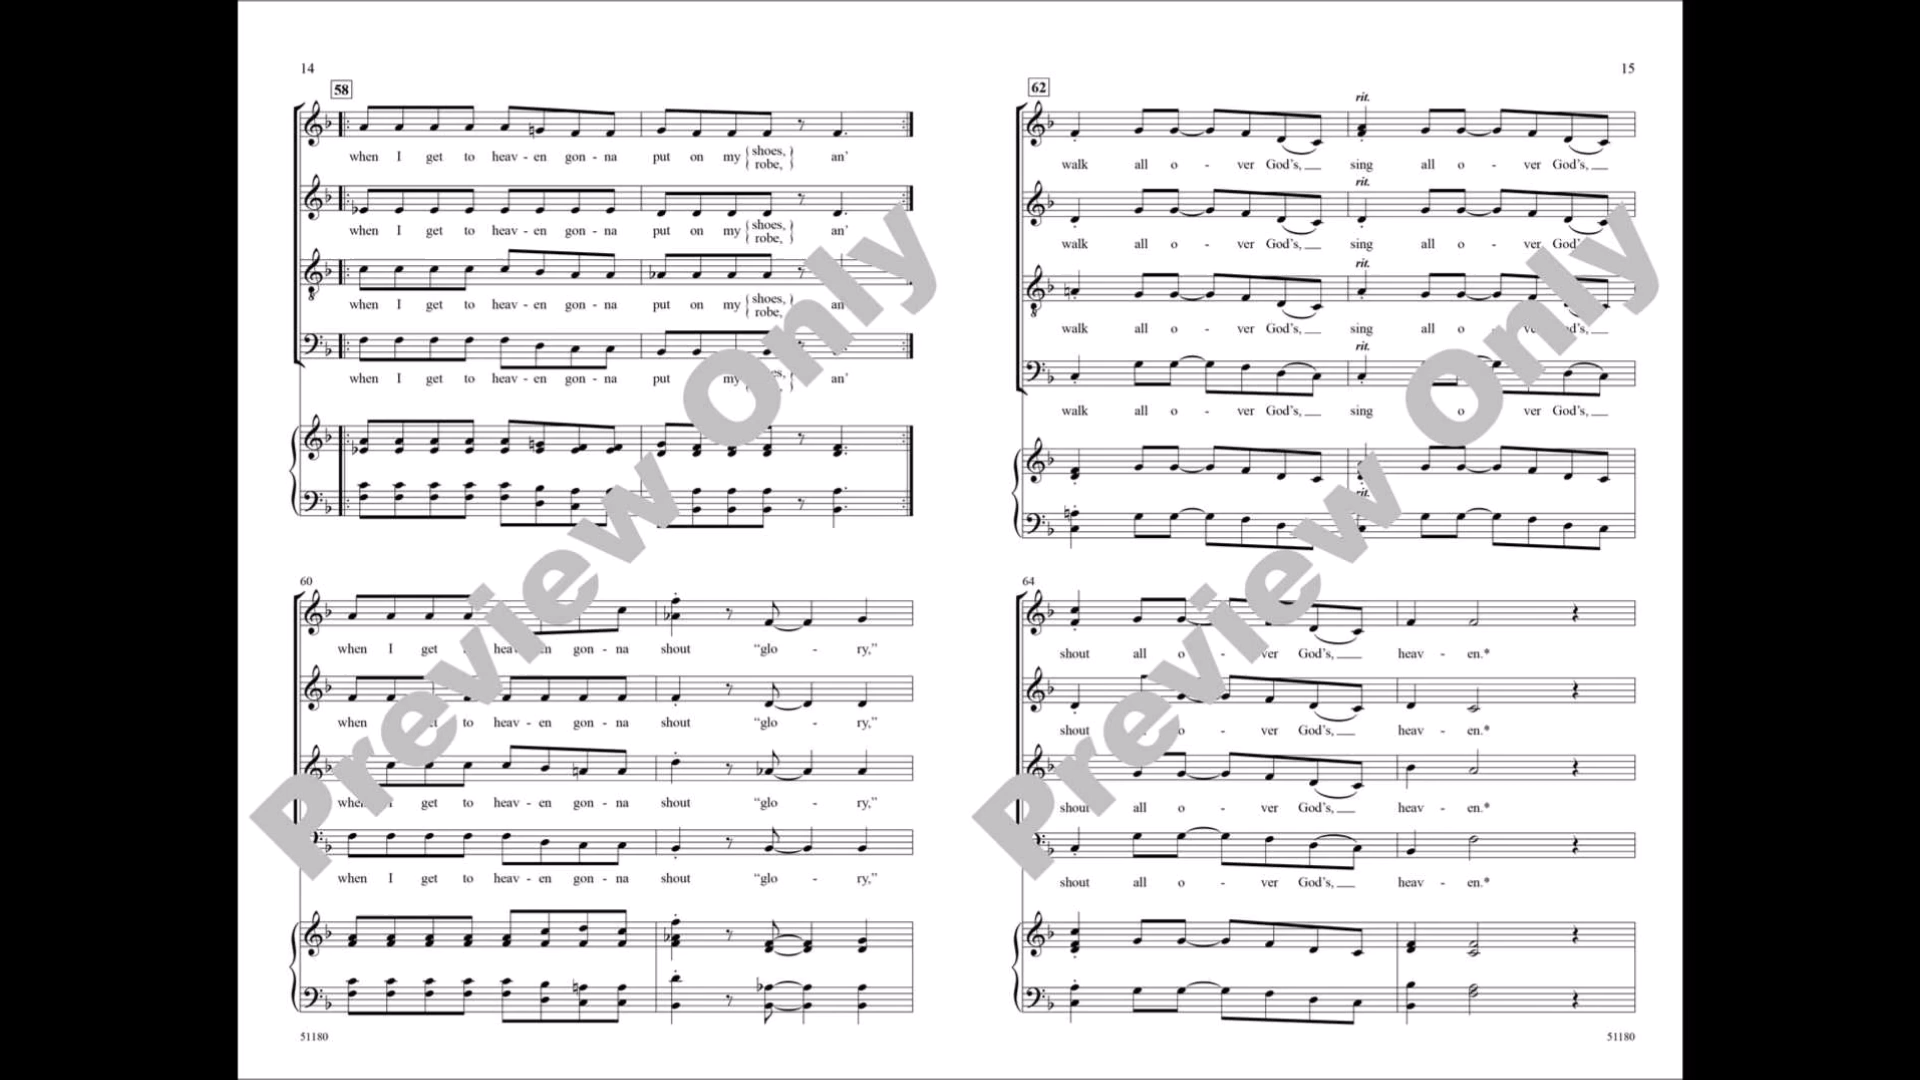 14
58
when I get to heav - en gon - na put on my { shoes, } an'
{ robe, }
when I get to heav - en gon - na put on my { shoes, } an'
{ robe, }
when I get to heav - en gon - na put on my { shoes, } an'
{ robe,
when I get to heav - en gon - na put my an'
60
when I get heav - en gon - na shout “glo - ry,”
when to heav - en gon - na shout “glo - ry,”
when I get to heav - en gon - na shout “glo - ry,”
when I get to heav - en gon - na shout “glo - ry,”
51180
Preview Only
15
62
rit.
walk all o - ver God's, sing all o - ver God's,
rit.
walk all o - ver God's, sing all o - ver God's,
rit.
walk all o - ver God's, sing all o
rit.
walk all o - ver God's, sing o ver God's,
rit.
64
shout all o ver God's, heav - en.*
shout o - ver God's, heav - en.*
shout all o - ver God's, heav - en.*
shout all o - ver God's, heav - en.*
51180
Preview Only